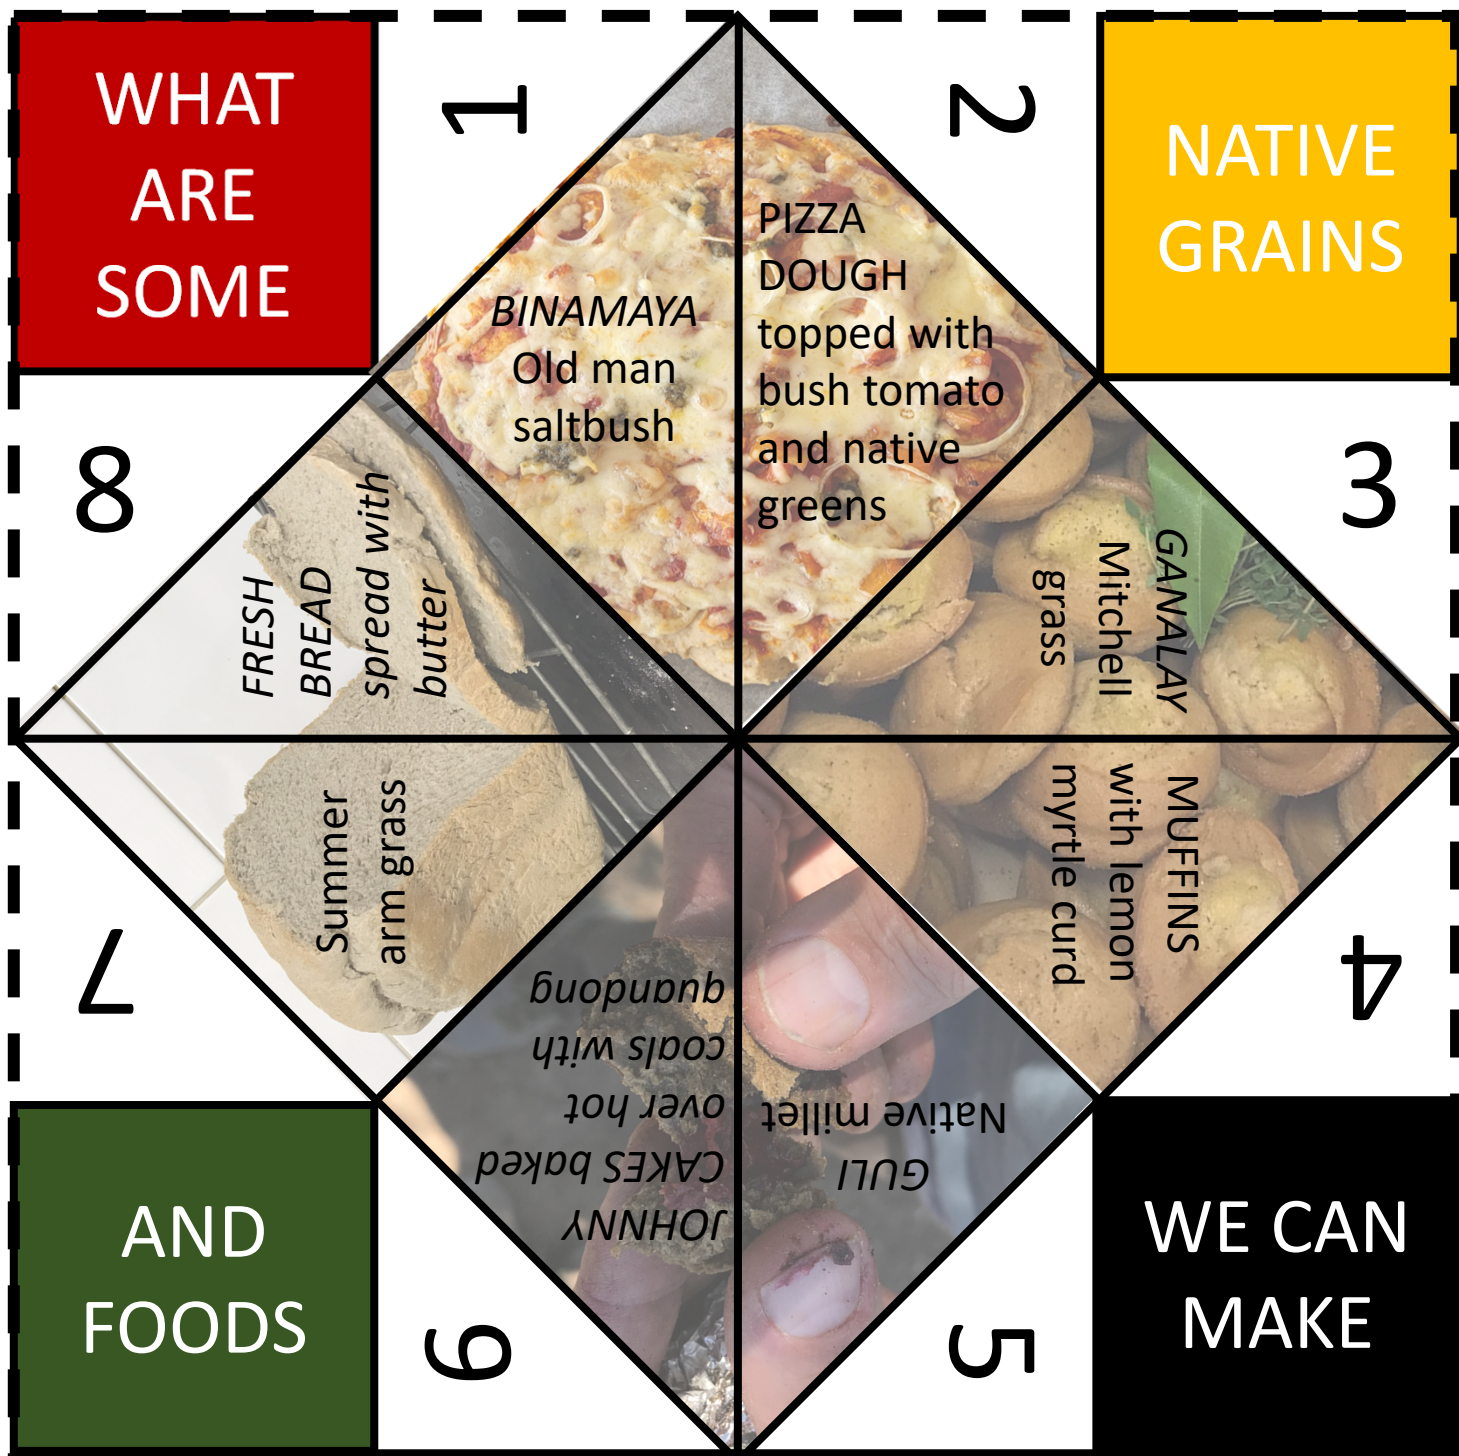 WHAT
ARE
SOME
1
2
NATIVE
GRAINS
BINAMAYA
Old man
saltbush
PIZZA
DOUGH
topped with
bush tomato
and native
greens
8
3
FRESH
BREAD
spread with
butter
GANALAY
Mitchell
grass
Summer
arm grass
MUFFINS
with lemon
myrtle curd
7
4
JOHNNY
CAKES baked
over hot
coals with
quandong
GULI
Native millet
AND
FOODS
6
5
WE CAN
MAKE